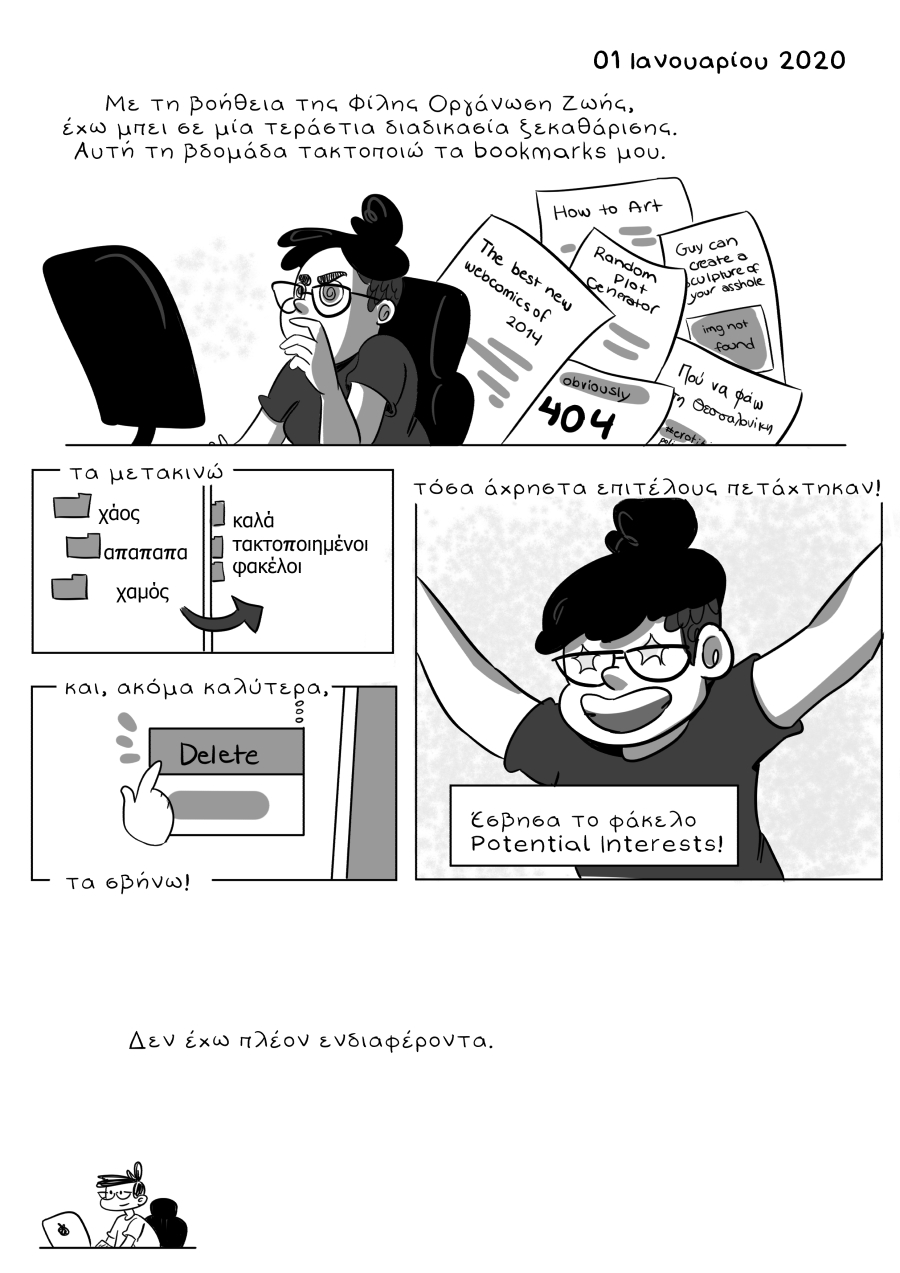 01 Ιανουαρίου 2020
Με τη βοήθεια της Φίλης Οργάνωση Ζωής,
έχω μπει σε μία τεράστια διαδικασία ξεκαθάρισης.
Αυτή τη βδομάδα τακτοποιώ τα bookmarks μου.
How to Art
The best new
webcomics of
2014
Random
Plot
Generator
Guy can
create a
sculpture of
your asshole
img not
found
obviously
404
Πού να φάω
τη Θεσσαλονίκη
τα μετακινώ
χάος
απαπαπα
χαμός
καλά
τακτοποιημένοι
φακέλοι
και, ακόμα καλύτερα,
Delete
τα σβήνω!
τόσα άχρηστα επιτέλους πετάχτηκαν!
Έσβησα το φάκελο
Potential Interests!
Δεν έχω πλέον ενδιαφέροντα.